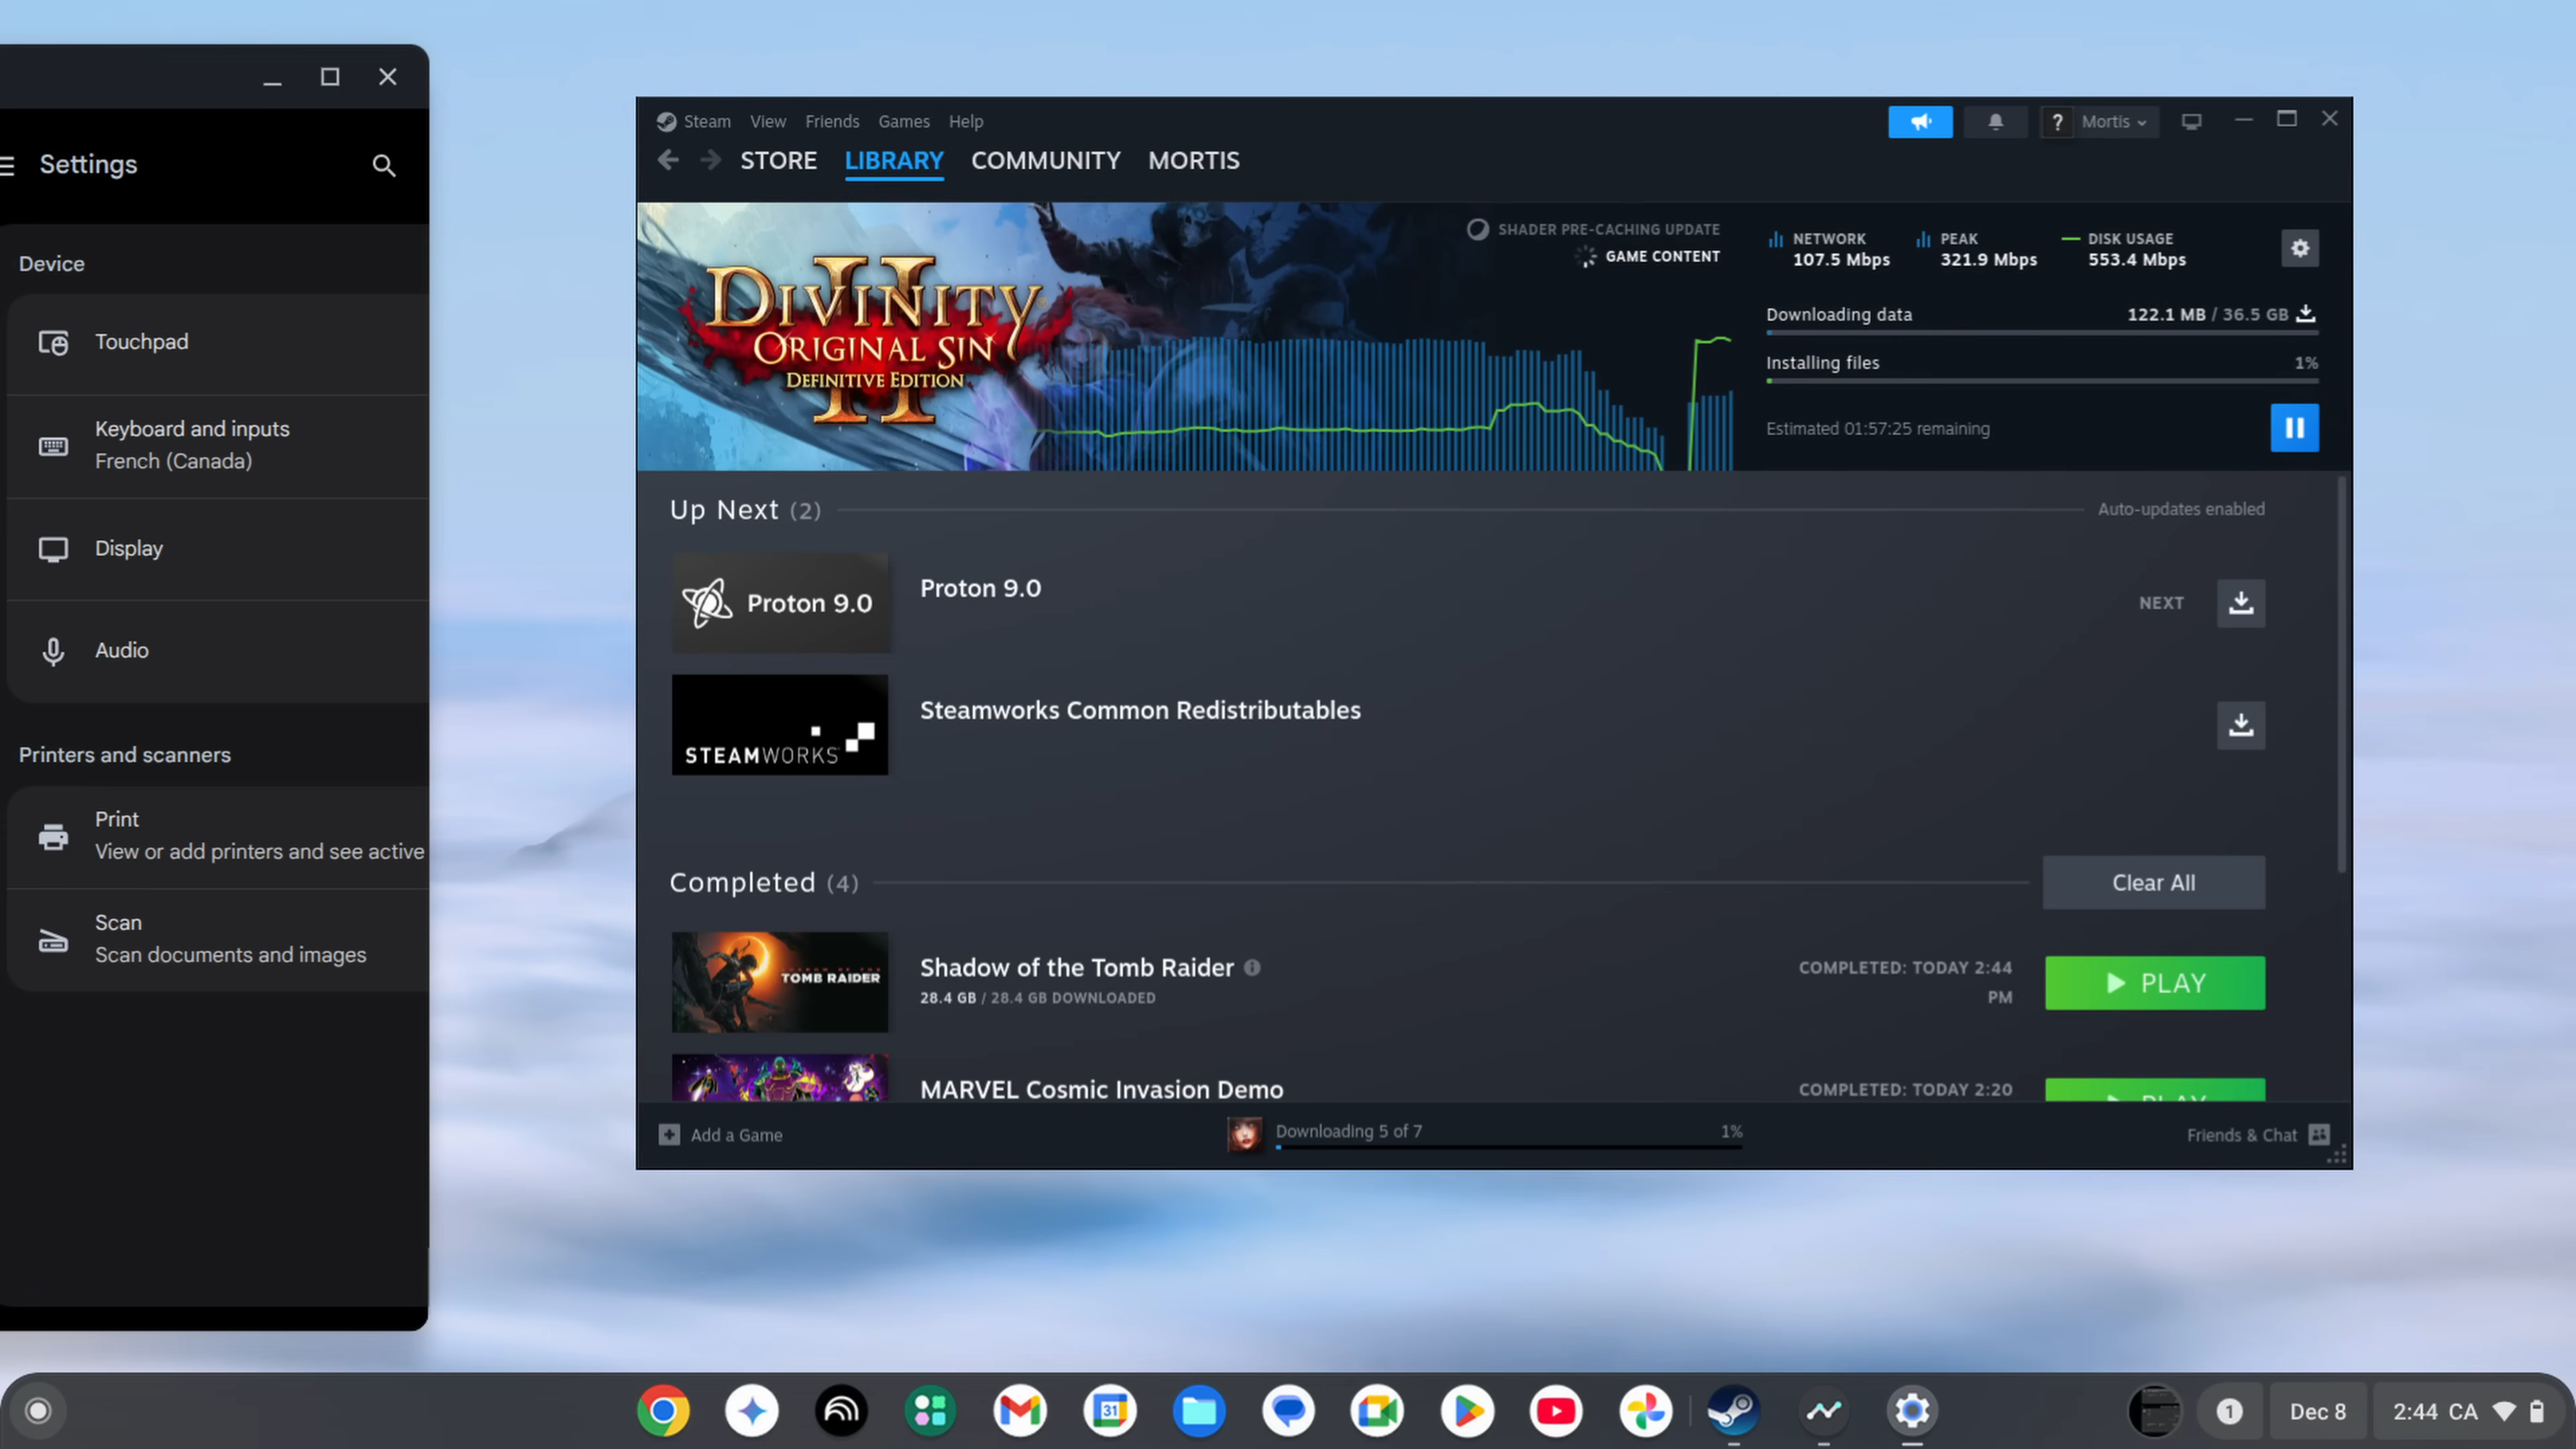 Settings
Device
Touchpad
Keyboard and inputs
French (Canada)
Display
Audio
Printers and scanners
Print
View or add printers and see active
Scan
Scan documents and images
Steam View Friends Games Help
? Mortis
STORE LIBRARY COMMUNITY MORTIS
DIVINITY
II
ORIGINAL SIN
DEFINITIVE EDITION
SHADER PRE-CACHING UPDATE
GAME CONTENT
NETWORK
107.5 Mbps
PEAK
321.9 Mbps
DISK USAGE
553.4 Mbps
Downloading data 122.1 MB / 36.5 GB
Installing files 1%
Estimated 01:57:25 remaining
Up Next (2) Auto-updates enabled
Proton 9.0
Proton 9.0
NEXT
STEAMWORKS
Steamworks Common Redistributables
Completed (4) Clear All
TOMB RAIDER
Shadow of the Tomb Raider
28.4 GB / 28.4 GB DOWNLOADED
COMPLETED: TODAY 2:44
PM
PLAY
MARVEL Cosmic Invasion Demo
COMPLETED: TODAY 2:20
PLAY
Add a Game
Downloading 5 of 7 1%
Friends & Chat
31
1
Dec 8
2:44 CA